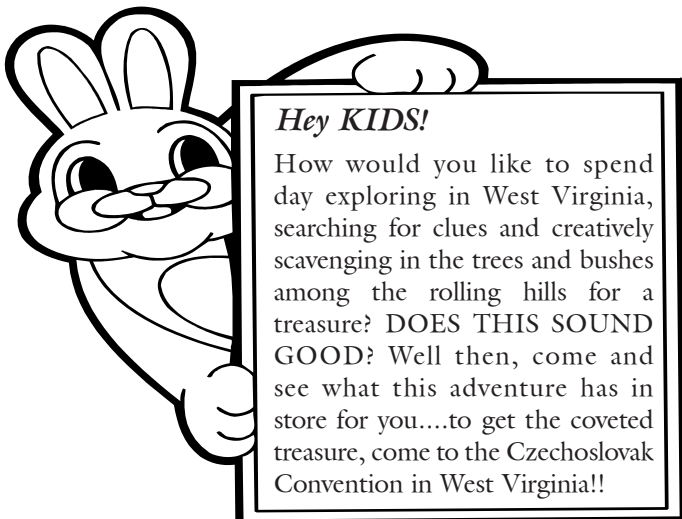 Hey KIDS!
How would you like to spend
day exploring in West Virginia,
searching for clues and creatively
scavenging in the trees and bushes
among the rolling hills for a
treasure? DOES THIS SOUND
GOOD? Well then, come and
see what this adventure has in
store for you....to get the coveted
treasure, come to the Czechoslovak
Convention in West Virginia!!